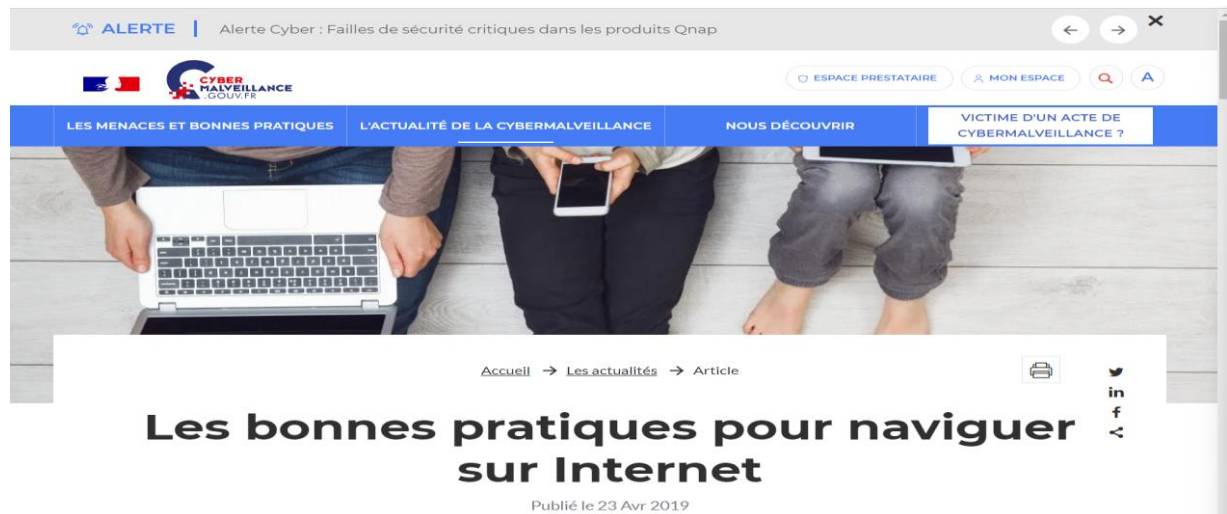 ALERTE
Alerte Cyber : Failles de sécurité critiques dans les produits Qnap
CYBER
MALVEILLANCE
.GOUV.FR
ESPACE PRESTATAIRE
MON ESPACE
A
LES MENACES ET BONNES PRATIQUES
L'ACTUALITÉ DE LA CYBERMALVEILLANCE
NOUS DÉCOUVRIR
VICTIME D'UN ACTE DE
CYBERMALVEILLANCE ?
Accueil → Les actualités → Article
in
f
Les bonnes pratiques pour naviguer
sur Internet
Publié le 23 Avr 2019